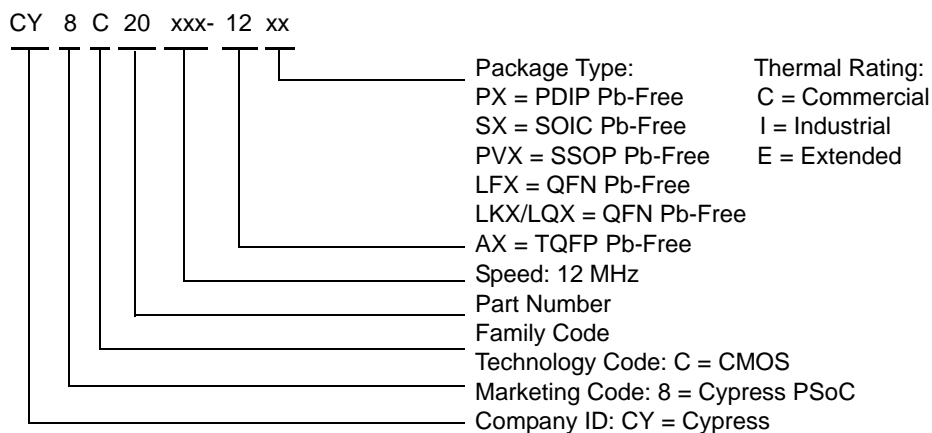 CY 8 C 20 xxx- 12 xx
Package Type: Thermal Rating:
PX = PDIP Pb-Free C = Commercial
SX = SOIC Pb-Free I = Industrial
PVX = SSOP Pb-Free E = Extended
LFX = QFN Pb-Free
LKX/LQX = QFN Pb-Free
AX = TQFP Pb-Free
Speed: 12 MHz
Part Number
Family Code
Technology Code: C = CMOS
Marketing Code: 8 = Cypress PSoC
Company ID: CY = Cypress